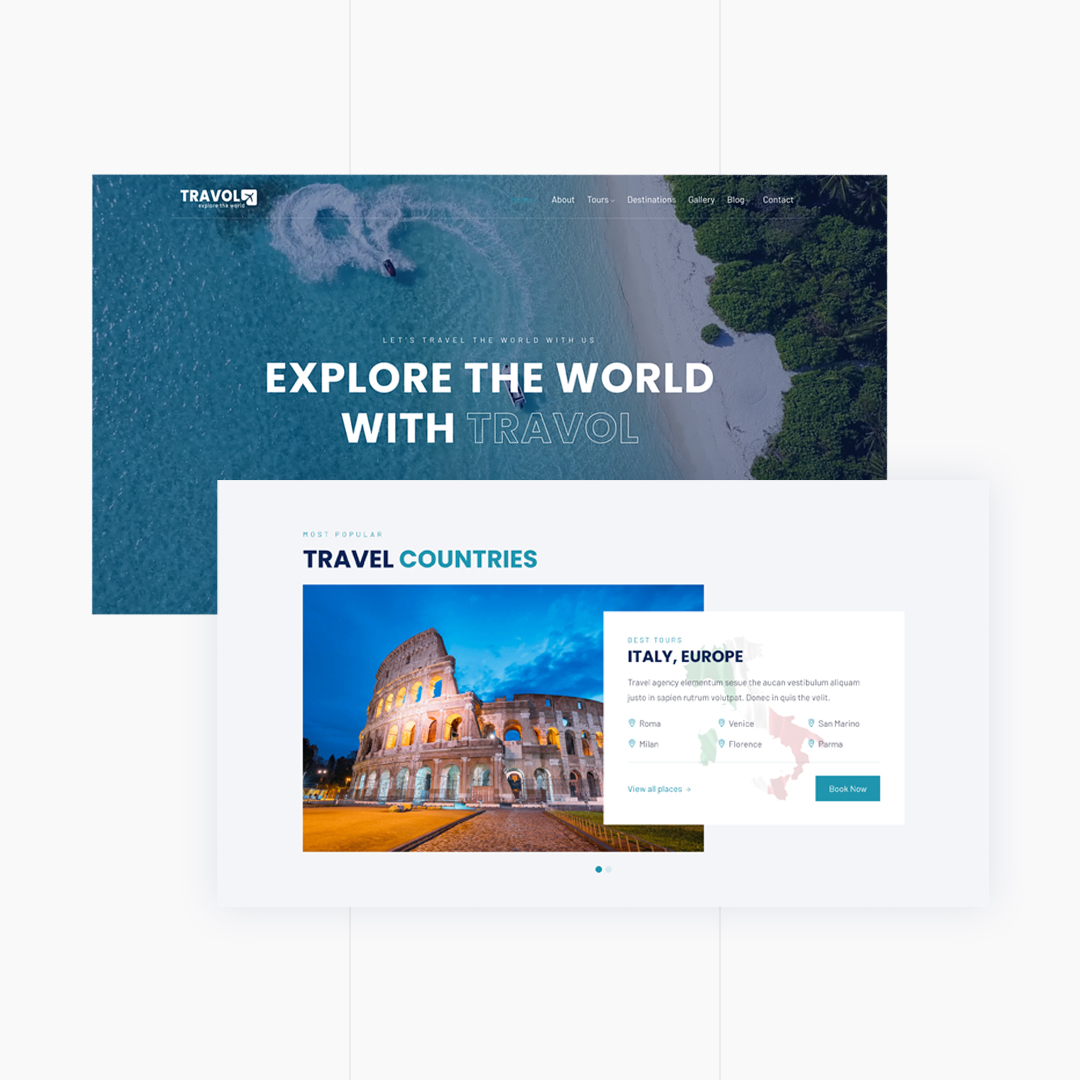 TRAVOL
explore the world
Home About Tours Destinations Gallery Blog Contact
LET'S TRAVEL THE WORLD WITH US
EXPLORE THE WORLD
WITH TRAVOL
MOST POPULAR
TRAVEL COUNTRIES
BEST TOURS
ITALY, EUROPE
Travel agency elementum sesue the aucan vestibulum aliquam
justo in sapien rutrum volutpat. Donec in quis the velit.
Roma Venice San Marino
Milan Florence Parma
View all places →
Book Now